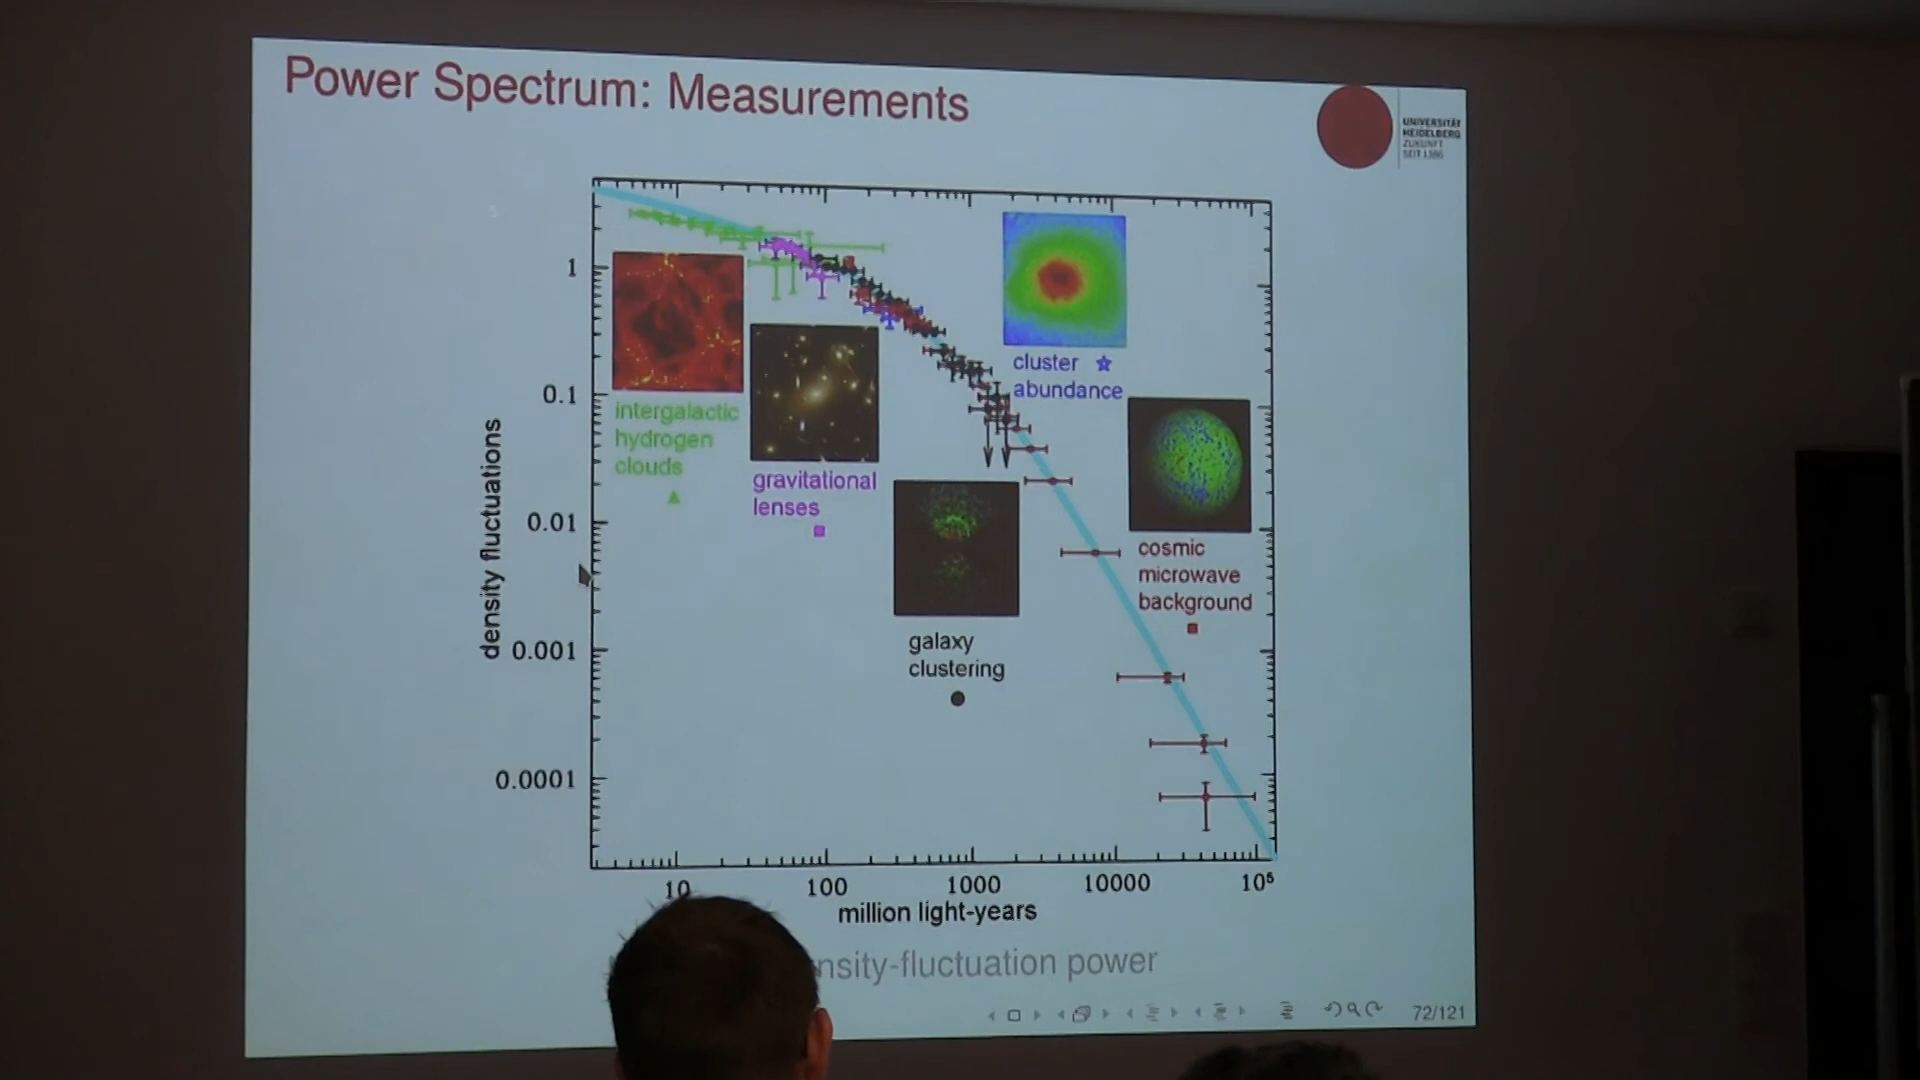 Power Spectrum: Measurements
UNIVERSITÄT
HEIDELBERG
ZUKUNFT
SEIT 1386
density fluctuations
1
0.1
0.01
0.001
0.0001
intergalactic
hydrogen
clouds
gravitational
lenses
galaxy
clustering
cluster
abundance
cosmic
microwave
background
10
100
1000
10000
10⁵
million light-years
nsity-fluctuation power
72/121